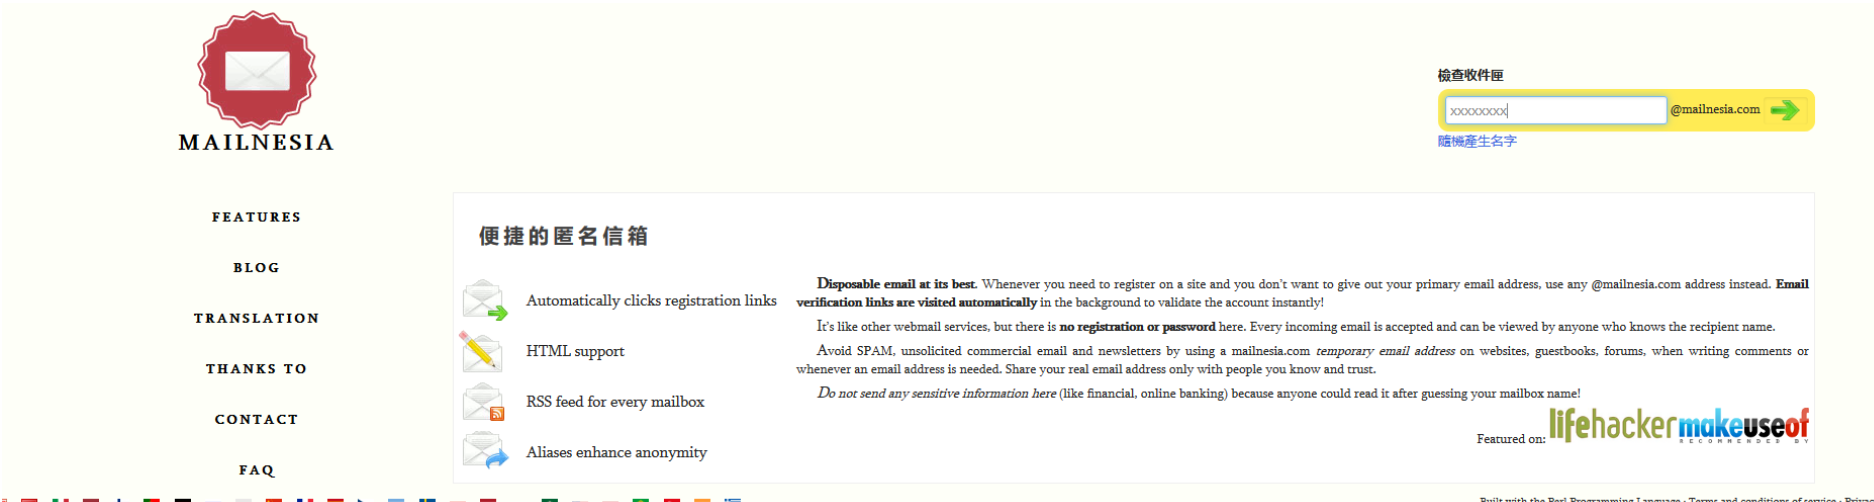 MAILNESIA
檢查收件匣
xxxxxxxx
@mailnesia.com
隨機產生名字
FEATURES
BLOG
TRANSLATION
THANKS TO
CONTACT
FAQ
便捷的匿名信箱
Automatically clicks registration links
HTML support
RSS feed for every mailbox
Aliases enhance anonymity
Disposable email at its best. Whenever you need to register on a site and you don't want to give out your primary email address, use any @mailnesia.com address instead. Email
verification links are visited automatically in the background to validate the account instantly!
It's like other webmail services, but there is no registration or password here. Every incoming email is accepted and can be viewed by anyone who knows the recipient name.
Avoid SPAM, unsolicited commercial email and newsletters by using a mailnesia.com temporary email address on websites, guestbooks, forums, when writing comments or
whenever an email address is needed. Share your real email address only with people you know and trust.
Do not send any sensitive information here (like financial, online banking) because anyone could read it after guessing your mailbox name!
Featured on: lifehacker makeuseof
RECOMMENDED BY
Built with the Perl Programming Language · Terms and conditions of service ·